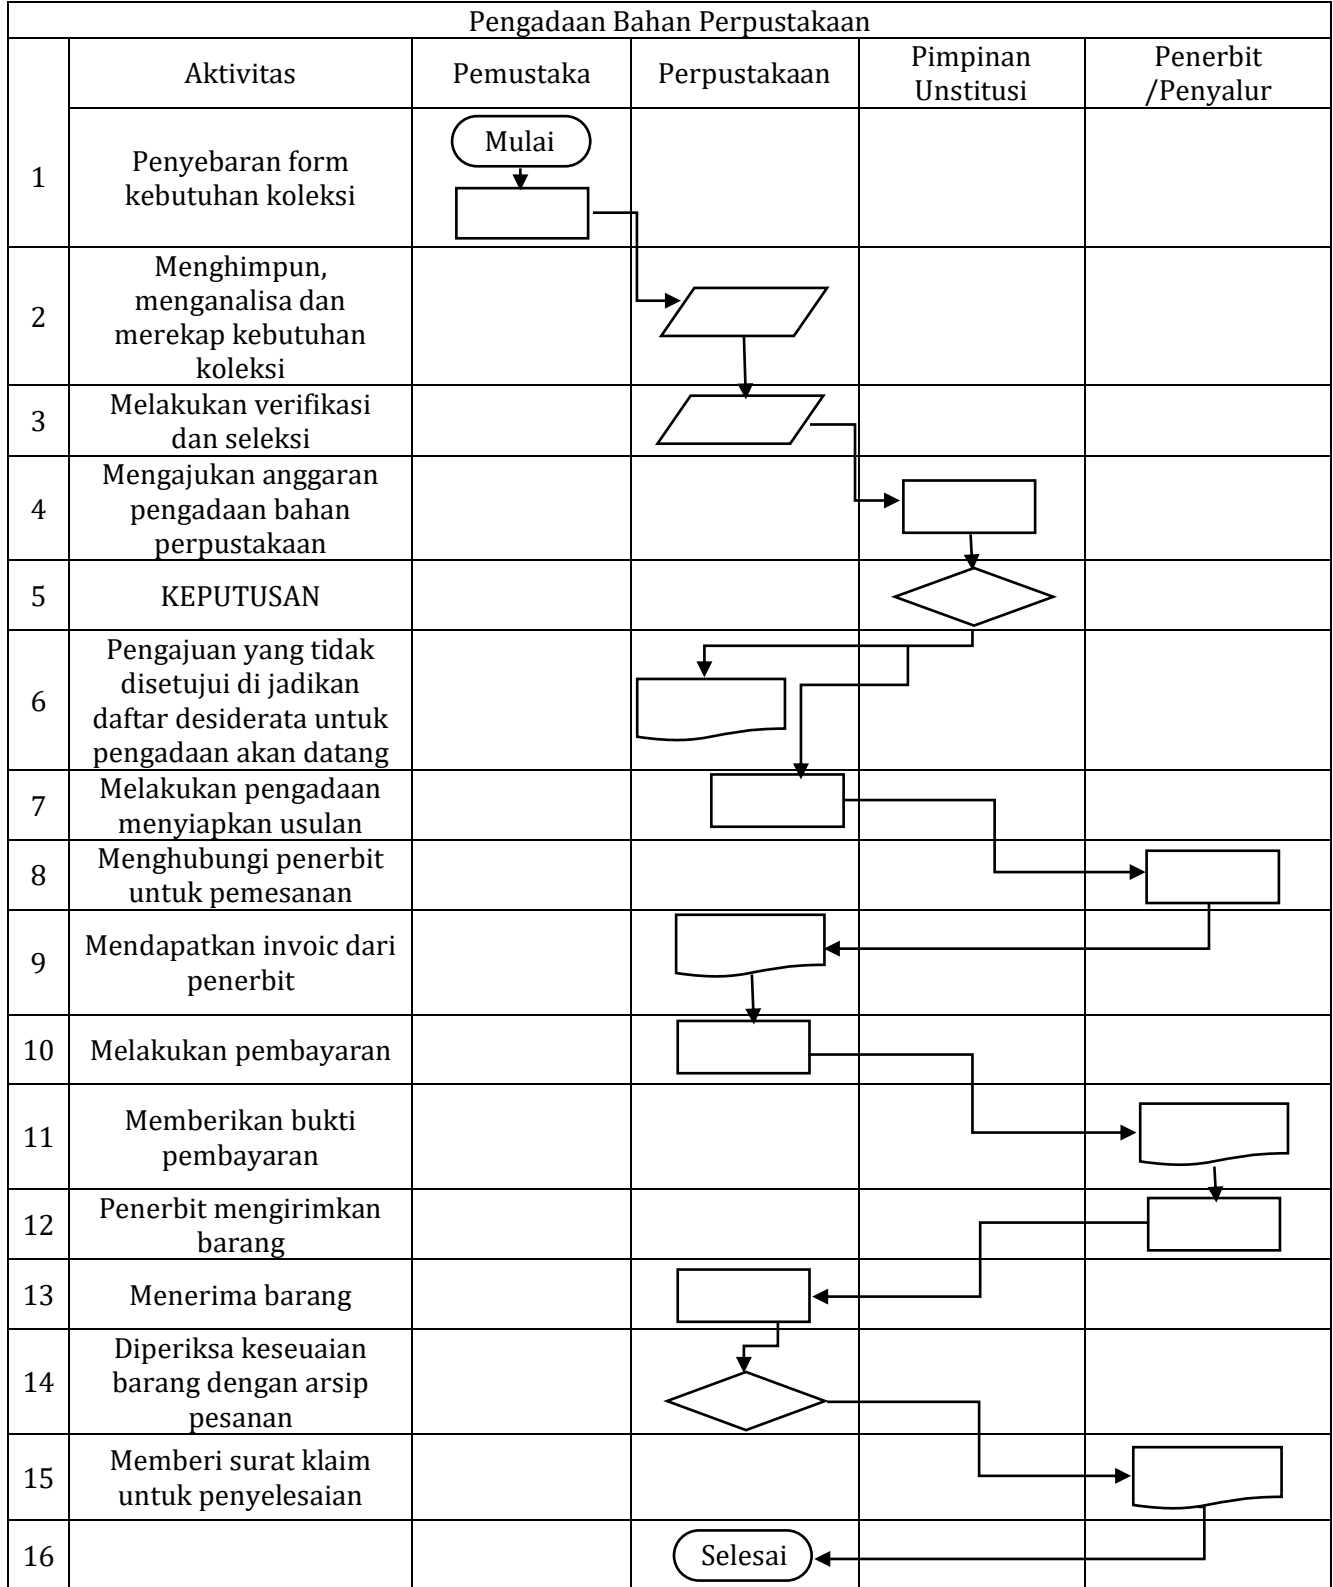 Pengadaan Bahan Perpustakaan
Aktivitas
Pemustaka
Perpustakaan
Pimpinan
Unstitusi
Penerbit
/Penyalur
1
Penyebaran form
kebutuhan koleksi
Mulai
2
Menghimpun,
menganalisa dan
merekap kebutuhan
koleksi
3
Melakukan verifikasi
dan seleksi
4
Mengajukan anggaran
pengadaan bahan
perpustakaan
5
KEPUTUSAN
6
Pengajuan yang tidak
disetujui di jadikan
daftar desiderata untuk
pengadaan akan datang
7
Melakukan pengadaan
menyiapkan usulan
8
Menghubungi penerbit
untuk pemesanan
9
Mendapatkan invoic dari
penerbit
10
Melakukan pembayaran
11
Memberikan bukti
pembayaran
12
Penerbit mengirimkan
barang
13
Menerima barang
14
Diperiksa keseuaian
barang dengan arsip
pesanan
15
Memberi surat klaim
untuk penyelesaian
16
Selesai